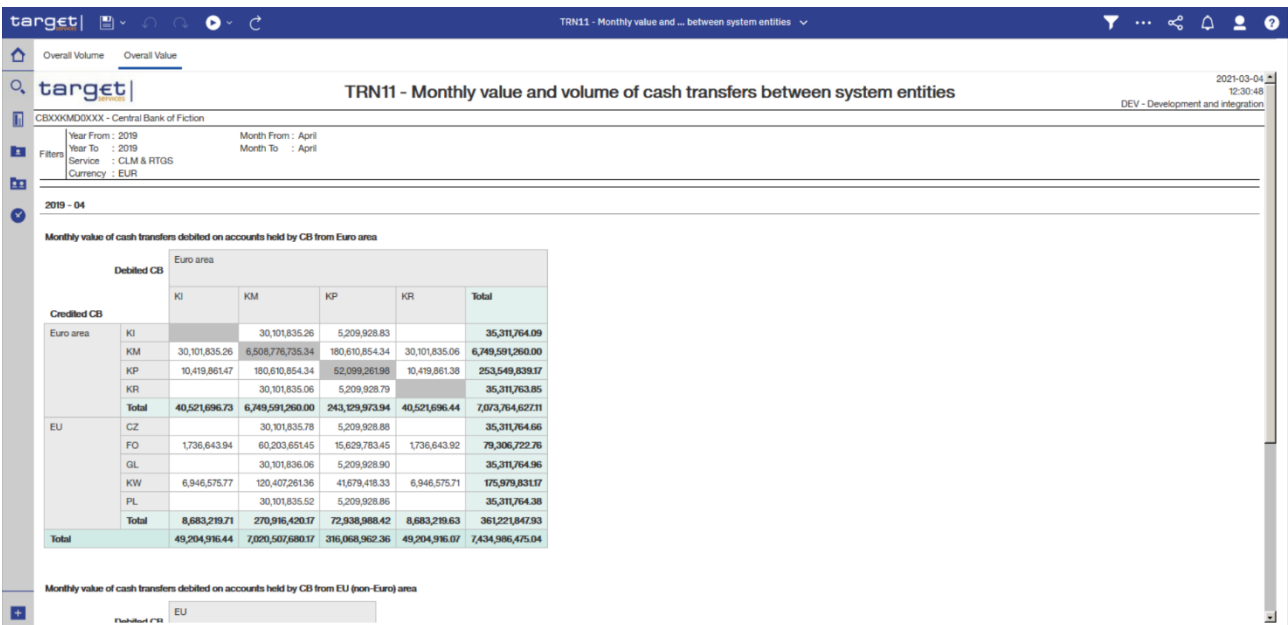 target| services TRN11 - Monthly value and ... between system entities
Overall Volume Overall Value
target| services TRN11 - Monthly value and volume of cash transfers between system entities 2021-03-04
12:30:48
DEV - Development and integration
CBXXKMD0XXX - Central Bank of Fiction
Filters
Year From : 2019 Month From : April
Year To : 2019 Month To : April
Service : CLM & RTGS
Currency : EUR
2019 - 04
Monthly value of cash transfers debited on accounts held by CB from Euro area
Debited CB Euro area
Credited CB KI KM KP KR Total
Euro area KI 30,101,835.26 5,209,928.83 35,311,764.09
KM 30,101,835.26 6,508,776,735.34 180,610,854.34 30,101,835.06 6,749,591,260.00
KP 10,419,861.47 180,610,854.34 52,099,261.98 10,419,861.38 253,549,839.17
KR 30,101,835.06 5,209,928.79 35,311,763.85
Total 40,521,696.73 6,749,591,260.00 243,129,973.94 40,521,696.44 7,073,764,627.11
EU CZ 30,101,835.78 5,209,928.88 35,311,764.66
FO 1,736,643.94 60,203,651.45 15,629,783.45 1,736,643.92 79,306,722.76
GL 30,101,836.06 5,209,928.90 35,311,764.96
KW 6,946,575.77 120,407,261.36 41,679,418.33 6,946,575.71 175,979,831.17
PL 30,101,835.52 5,209,928.86 35,311,764.38
Total 8,683,219.71 270,916,420.17 72,938,988.42 8,683,219.63 361,221,847.93
Total 49,204,916.44 7,020,507,680.17 316,068,962.36 49,204,916.07 7,434,986,475.04
Monthly value of cash transfers debited on accounts held by CB from EU (non-Euro) area
Debited CB EU